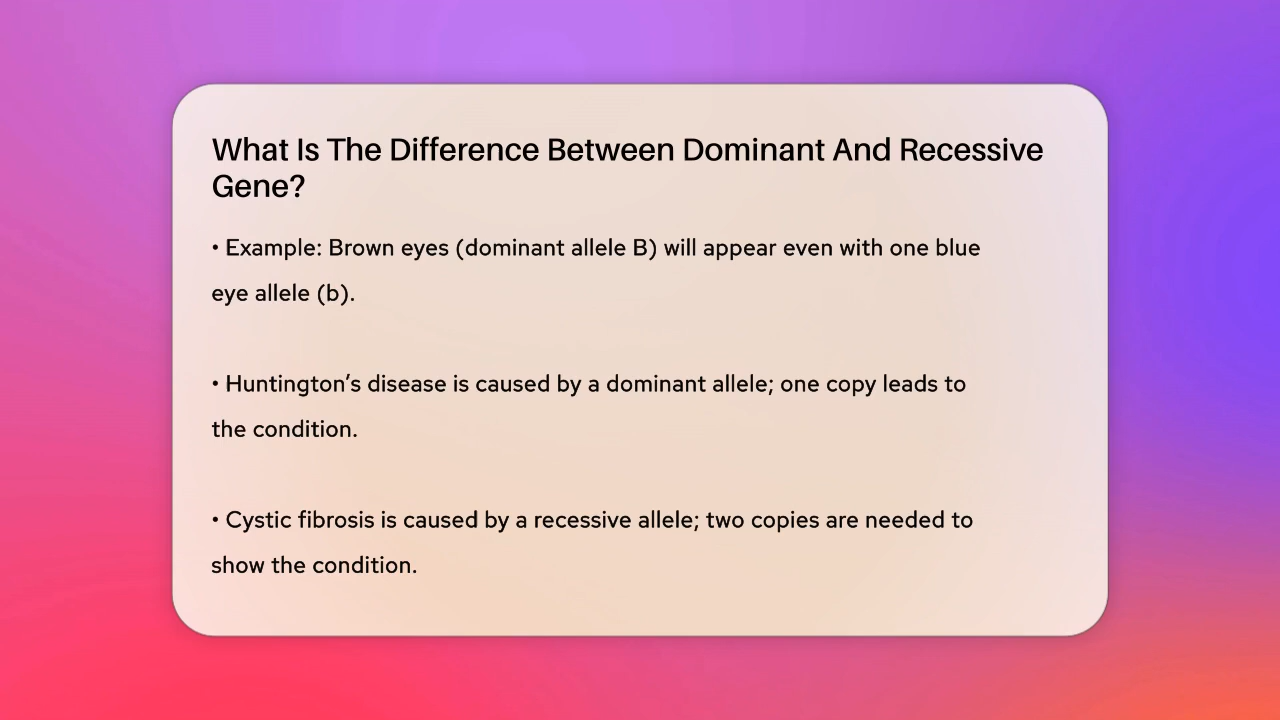 What Is The Difference Between Dominant And Recessive
Gene?
• Example: Brown eyes (dominant allele B) will appear even with one blue
eye allele (b).
• Huntington’s disease is caused by a dominant allele; one copy leads to
the condition.
• Cystic fibrosis is caused by a recessive allele; two copies are needed to
show the condition.